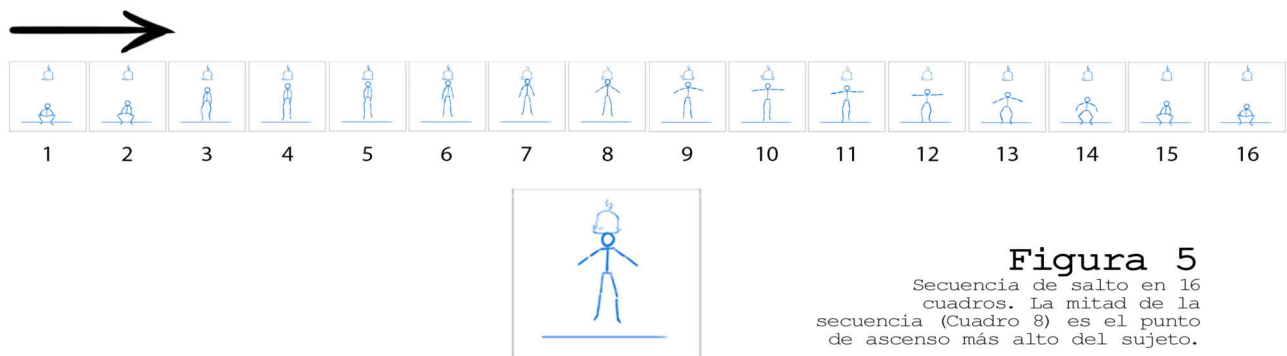 1 2 3 4 5 6 7 8 9 10 11 12 13 14 15 16
Figura 5
Secuencia de salto en 16
cuadros. La mitad de la
secuencia (Cuadro 8) es el punto
de ascenso más alto del sujeto.